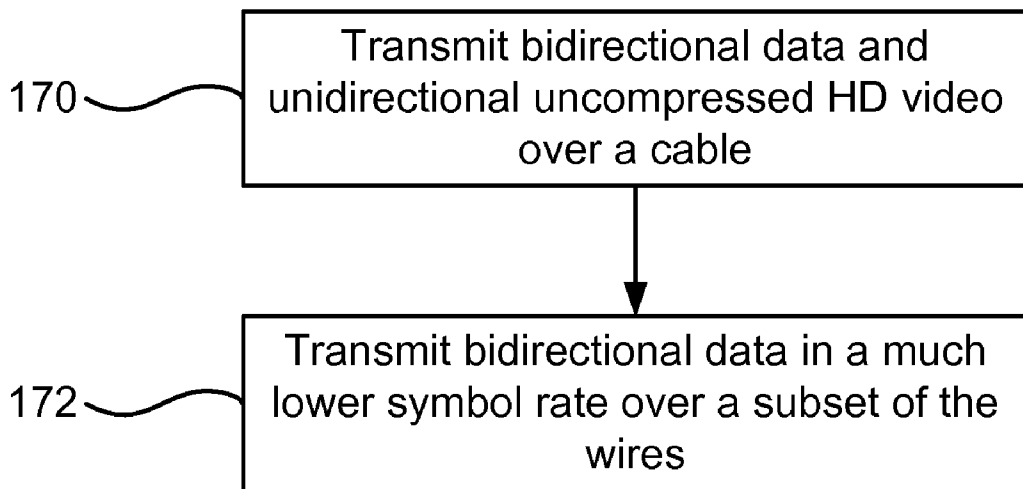 Transmit bidirectional data and
170 unidirectional uncompressed HD video
over a cable
Transmit bidirectional data in a much
172 lower symbol rate over a subset of the
wires